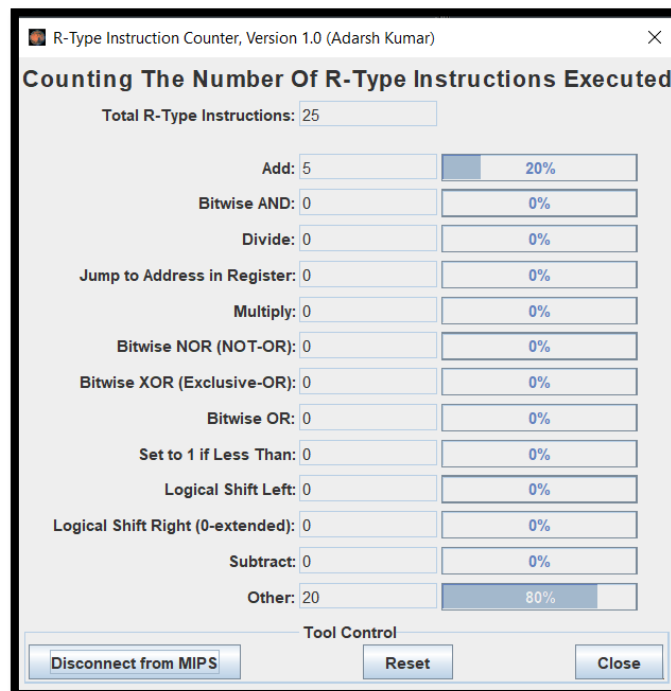 R-Type Instruction Counter, Version 1.0 (Adarsh Kumar)
Counting The Number Of R-Type Instructions Executed
Total R-Type Instructions: 25
Add: 5 20%
Bitwise AND: 0 0%
Divide: 0 0%
Jump to Address in Register: 0 0%
Multiply: 0 0%
Bitwise NOR (NOT-OR): 0 0%
Bitwise XOR (Exclusive-OR): 0 0%
Bitwise OR: 0 0%
Set to 1 if Less Than: 0 0%
Logical Shift Left: 0 0%
Logical Shift Right (0-extended): 0 0%
Subtract: 0 0%
Other: 20 80%
Tool Control
Disconnect from MIPS Reset Close